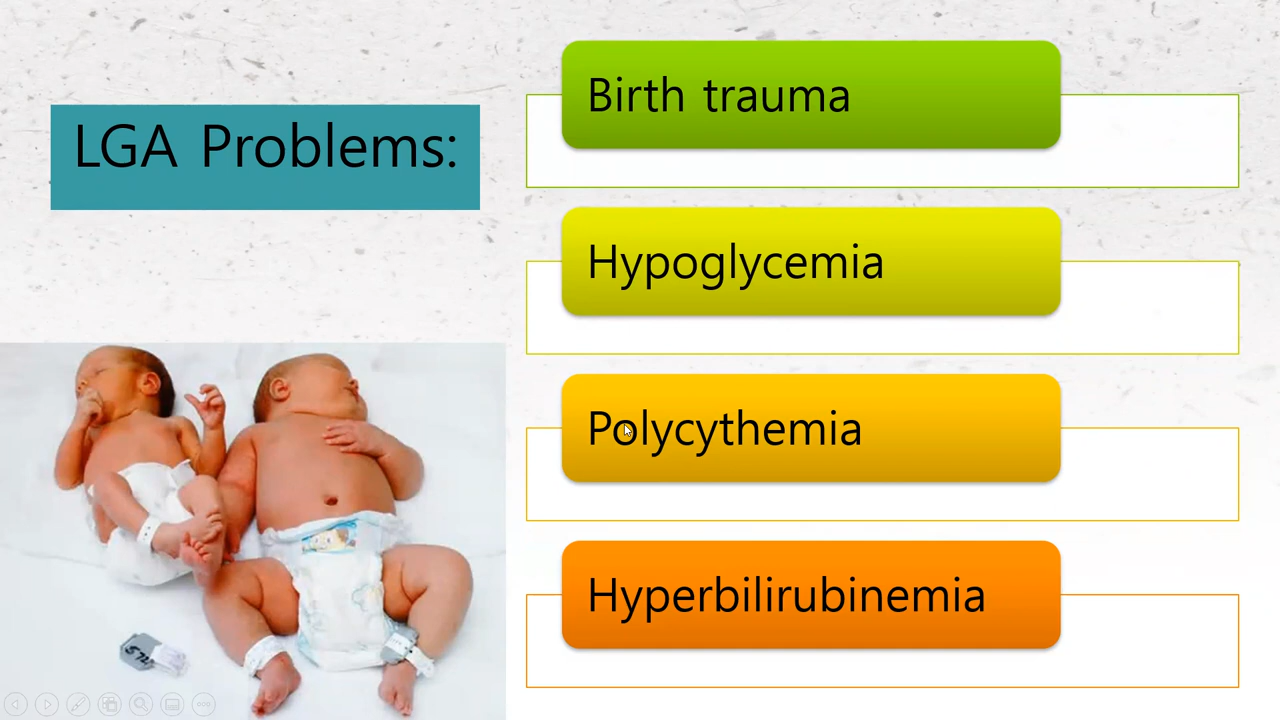 LGA Problems:
Birth trauma
Hypoglycemia
Polycythemia
Hyperbilirubinemia